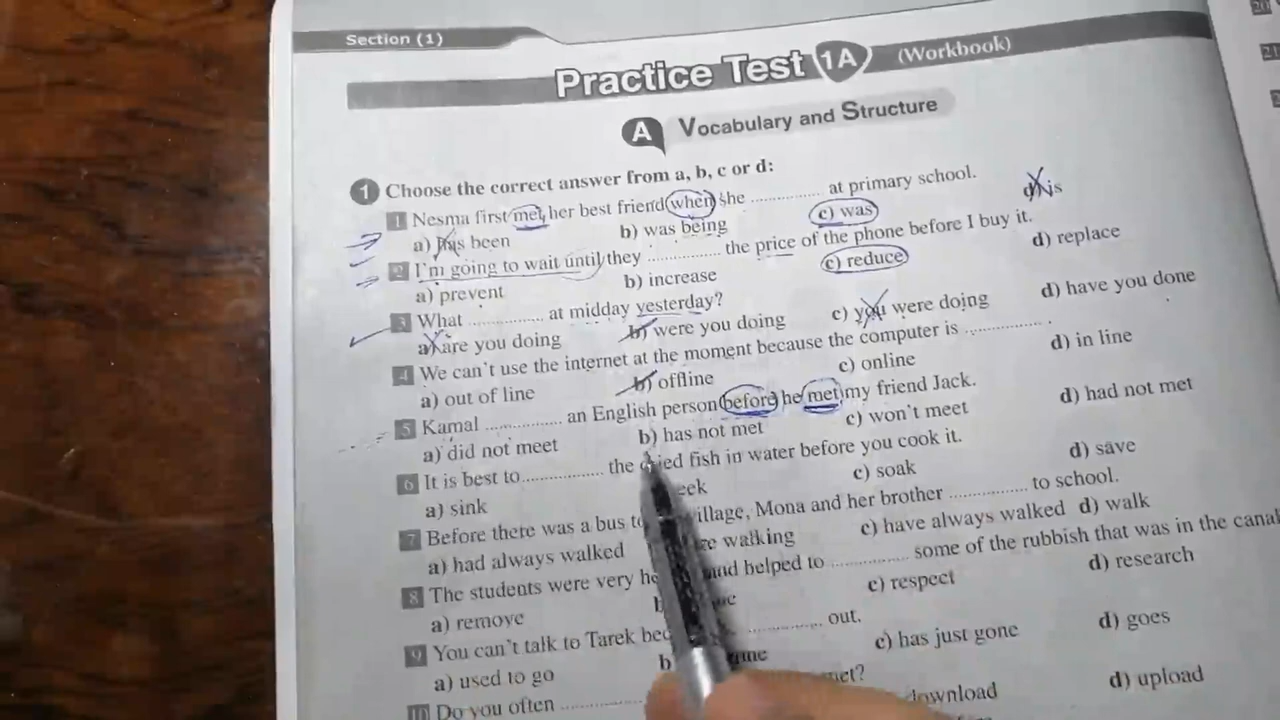 Section (1)
Practice Test 1A (Workbook)
A Vocabulary and Structure
1 Choose the correct answer from a, b, c or d:
1 Nesma first met her best friend when she ............ at primary school.
a) has been b) was being c) was d) is
2 I'm going to wait until they ............ the price of the phone before I buy it.
a) prevent b) increase c) reduce d) replace
3 What ............ at midday yesterday?
a) are you doing b) were you doing c) you were doing d) have you done
4 We can't use the internet at the moment because the computer is ............ .
a) out of line b) offline c) online d) in line
5 Kamal ............ an English person before he met my friend Jack.
a) did not meet b) has not met c) won't meet d) had not met
6 It is best to ............ the dried fish in water before you cook it.
a) sink c) soak d) save
7 Before there was a bus village, Mona and her brother ............ to school.
a) had always walked walking c) have always walked d) walk
8 The students were very and helped to ............ some of the rubbish that was in the canal
a) remove c) respect d) research
9 You can't talk to Tarek ............ out.
a) used to go c) has just gone d) goes
10 Do you often ............
download d) upload